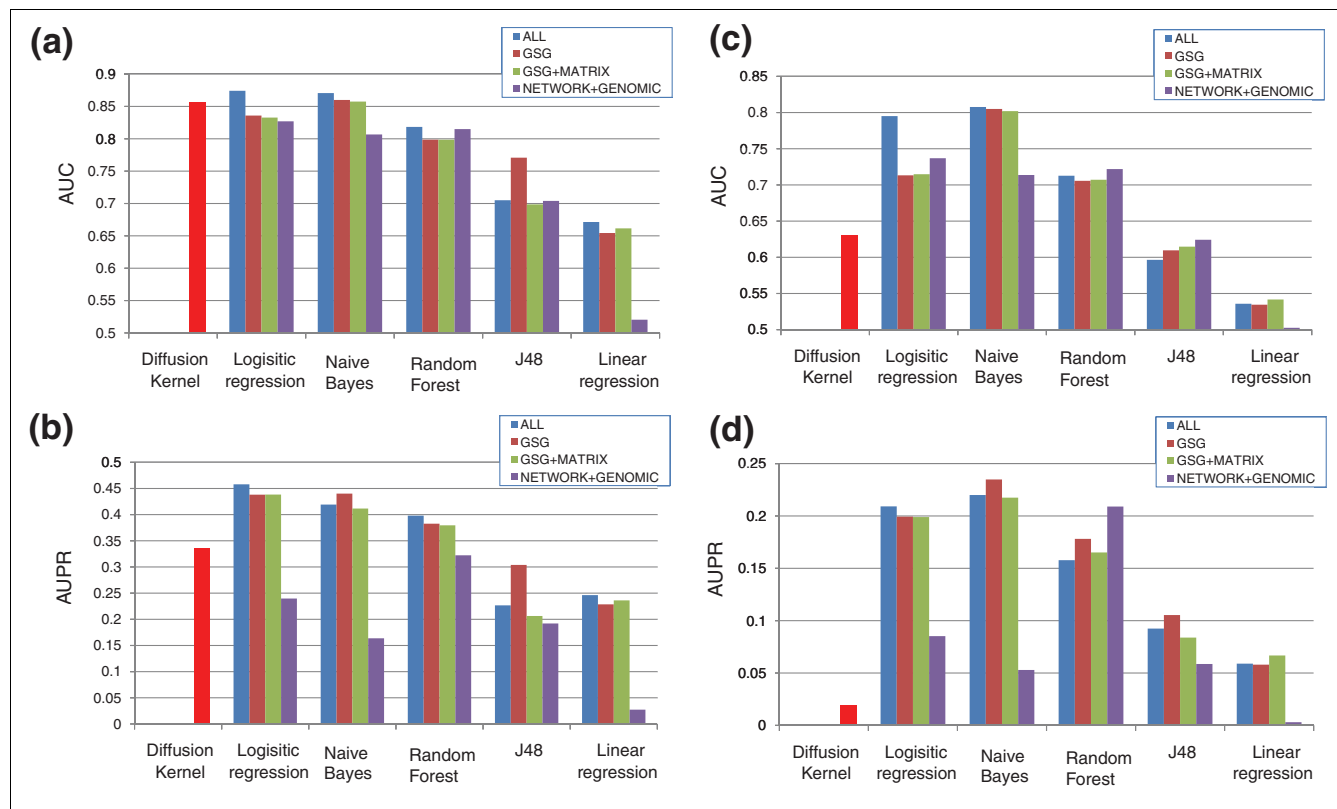 (a)
ALL
GSG
GSG+MATRIX
NETWORK+GENOMIC
0.9
0.85
0.8
0.75
0.7
0.65
0.6
0.55
0.5
AUC
Diffusion
Kernel
Logisitic
regression
Naive
Bayes
Random
Forest
J48
Linear
regression
(c)
ALL
GSG
GSG+MATRIX
NETWORK+GENOMIC
0.85
0.8
0.75
0.7
0.65
0.6
0.55
0.5
AUC
Diffusion
Kernel
Logisitic
regression
Naive
Bayes
Random
Forest
J48
Linear
regression
(b)
ALL
GSG
GSG+MATRIX
NETWORK+GENOMIC
0.5
0.45
0.4
0.35
0.3
0.25
0.2
0.15
0.1
0.05
0
AUPR
Diffusion
Kernel
Logisitic
regression
Naive
Bayes
Random
Forest
J48
Linear
regression
(d)
ALL
GSG
GSG+MATRIX
NETWORK+GENOMIC
0.25
0.2
0.15
0.1
0.05
0
AUPR
Diffusion
Kernel
Logisitic
regression
Naive
Bayes
Random
Forest
J48
Linear
regression